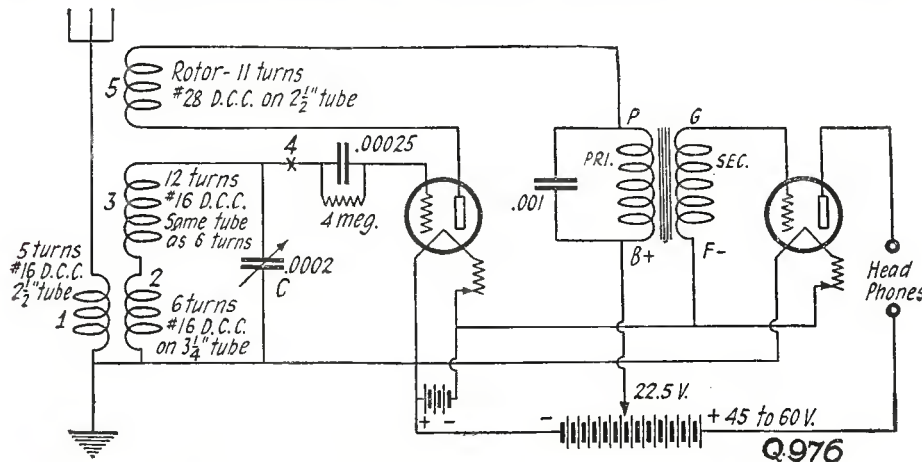 5
Rotor - 11 turns
#28 D.C.C. on 2½" tube
4
.00025
4 meg.
3
12 turns
#16 D.C.C.
Same tube
as 6 turns
.0002
C
5 turns
#16 D.C.C.
2½" tube
1
2
6 turns
#16 D.C.C.
on 3¼" tube
P
G
PRI.
SEC.
.001
B+
F-
Head
Phones
+ -
22.5 V.
-
+ 45 to 60 V.
Q.976